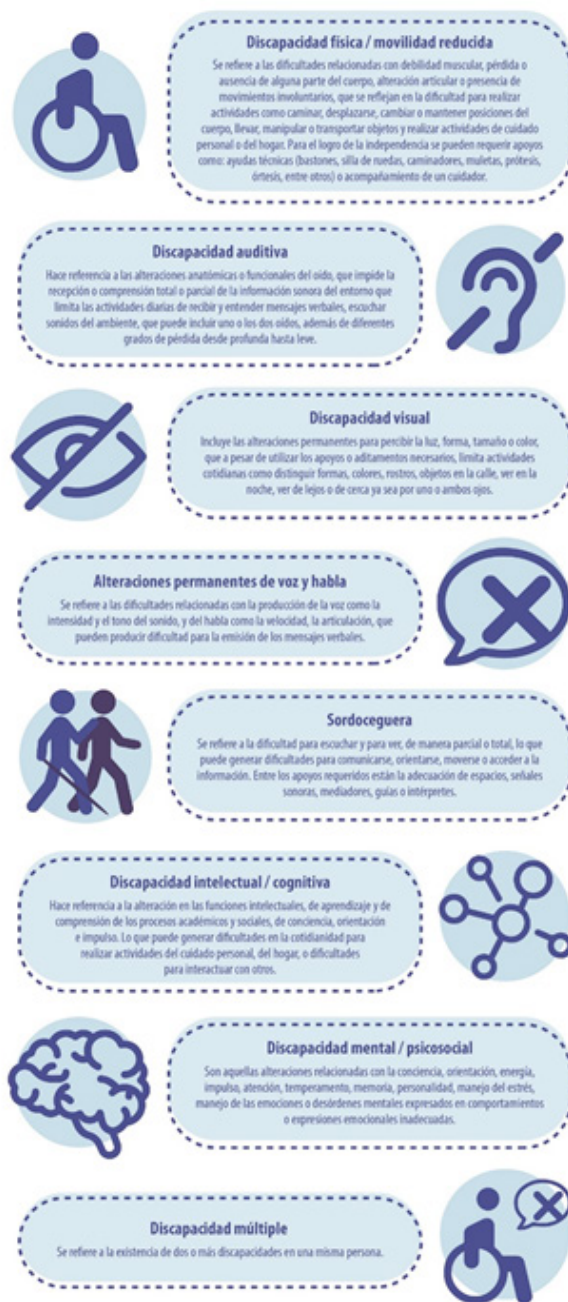 Discapacidad física / movilidad reducida
Se refiere a las dificultades relacionadas con debilidad muscular, pérdida o
ausencia de alguna parte del cuerpo, alteración articular o presencia de
movimientos involuntarios, que se reflejan en la dificultad para realizar
actividades como caminar, desplazarse, cambiar o mantener posiciones del
cuerpo, llevar, manipular o transportar objetos y realizar actividades de cuidado
personal o del hogar. Para el logro de la independencia se pueden requerir apoyos
como: ayudas técnicas (bastones, silla de ruedas, caminadores, muletas, prótesis,
órtesis, entre otros) o acompañamiento de un cuidador.
Discapacidad auditiva
Hace referencia a las alteraciones anatómicas o funcionales del oído, que impide la
recepción o comprensión total o parcial de la información sonora del entorno que
limita las actividades diarias de recibir y entender mensajes verbales, escuchar
sonidos del ambiente, que puede incluir uno o los dos oídos, además de diferentes
grados de pérdida desde profunda hasta leve.
Discapacidad visual
Incluye las alteraciones permanentes para percibir la luz, forma, tamaño o color,
que a pesar de utilizar los apoyos o aditamentos necesarios, limita actividades
cotidianas como distinguir formas, colores, rostros, objetos en la calle, ver en la
noche, ver de lejos o de cerca ya sea por uno o ambos ojos.
Alteraciones permanentes de voz y habla
Se refiere a las dificultades relacionadas con la producción de la voz como la
intensidad y el tono del sonido, y del habla como la velocidad, la articulación, que
pueden producir dificultad para la emisión de los mensajes verbales.
Sordoceguera
Se refiere a la dificultad para escuchar y para ver, de manera parcial o total, lo que
puede generar dificultades para comunicarse, orientarse, moverse o acceder a la
información. Entre los apoyos requeridos están la adecuación de espacios, señales
sonoras, mediadores, guías o intérpretes.
Discapacidad intelectual / cognitiva
Hace referencia a la alteración en las funciones intelectuales, de aprendizaje y de
comprensión de los procesos académicos y sociales, de conciencia, orientación
e impulso. Lo que puede generar dificultades en la cotidianidad para
realizar actividades del cuidado personal, del hogar, o dificultades
para interactuar con otros.
Discapacidad mental / psicosocial
Son aquellas alteraciones relacionadas con la conciencia, orientación, energía,
impulso, atención, temperamento, memoria, personalidad, manejo del estrés,
manejo de las emociones o desórdenes mentales expresados en comportamientos
o expresiones emocionales inadecuadas.
Discapacidad múltiple
Se refiere a la existencia de dos o más discapacidades en una misma persona.